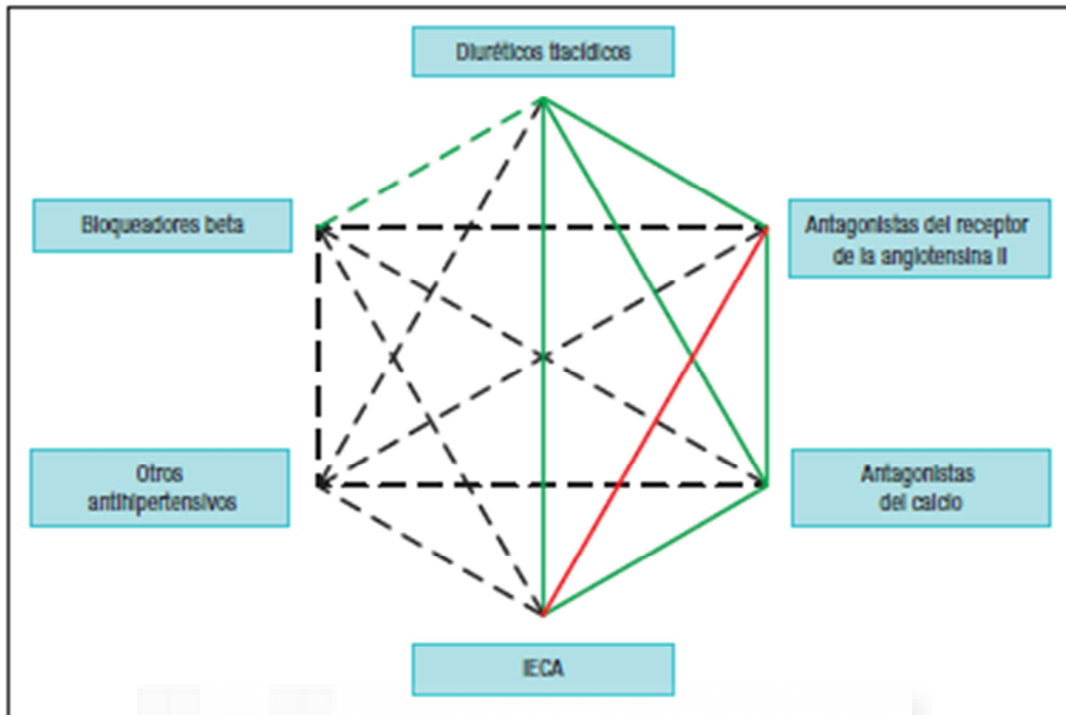 Diuréticos tiacídicos
Bloqueadores beta
Antagonistas del receptor
de la angiotensina II
Otros
antihipertensivos
Antagonistas
del calcio
IECA